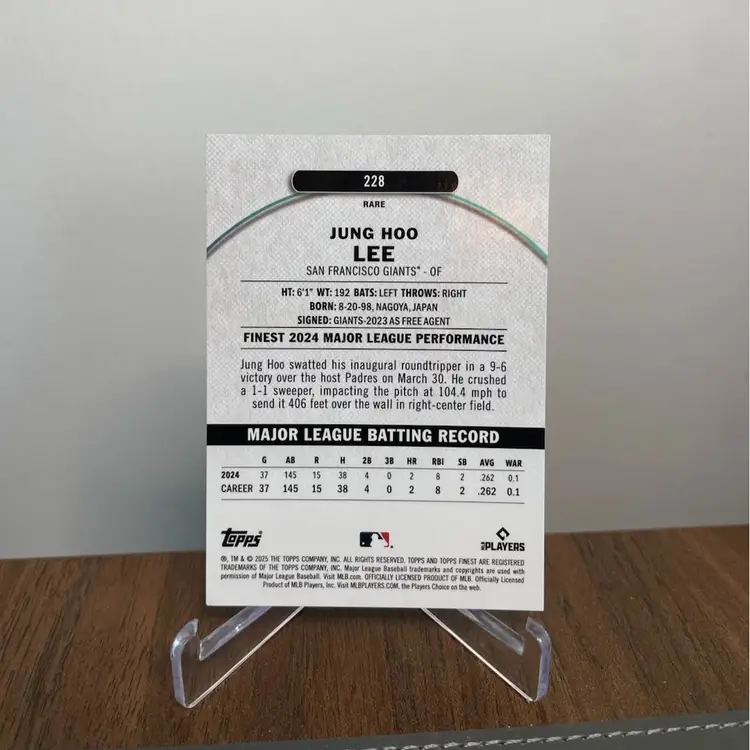 228
RARE
JUNG HOO
LEE
SAN FRANCISCO GIANTS® - OF
HT: 6'1" WT: 192 BATS: LEFT THROWS: RIGHT
BORN: 8-20-98, NAGOYA, JAPAN
SIGNED: GIANTS-2023 AS FREE AGENT
FINEST 2024 MAJOR LEAGUE PERFORMANCE
Jung Hoo swatted his inaugural roundtripper in a 9-6
victory over the host Padres on March 30. He crushed
a 1-1 sweeper, impacting the pitch at 104.4 mph to
send it 406 feet over the wall in right-center field.
MAJOR LEAGUE BATTING RECORD
G AB R H 2B 3B HR RBI SB AVG WAR
2024 37 145 15 38 4 0 2 8 2 .262 0.1
CAREER 37 145 15 38 4 0 2 8 2 .262 0.1
Topps® PLAYERS
®, TM & © 2025 THE TOPPS COMPANY, INC. ALL RIGHTS RESERVED. TOPPS AND TOPPS FINEST ARE REGISTERED
TRADEMARKS OF THE TOPPS COMPANY, INC. Major League Baseball trademarks and copyrights are used with
permission of Major League Baseball. Visit MLB.com. OFFICIALLY LICENSED PRODUCT OF MLB. Officially Licensed
Product of MLB Players, Inc. Visit MLBPLAYERS.COM, the Players Choice on the web.